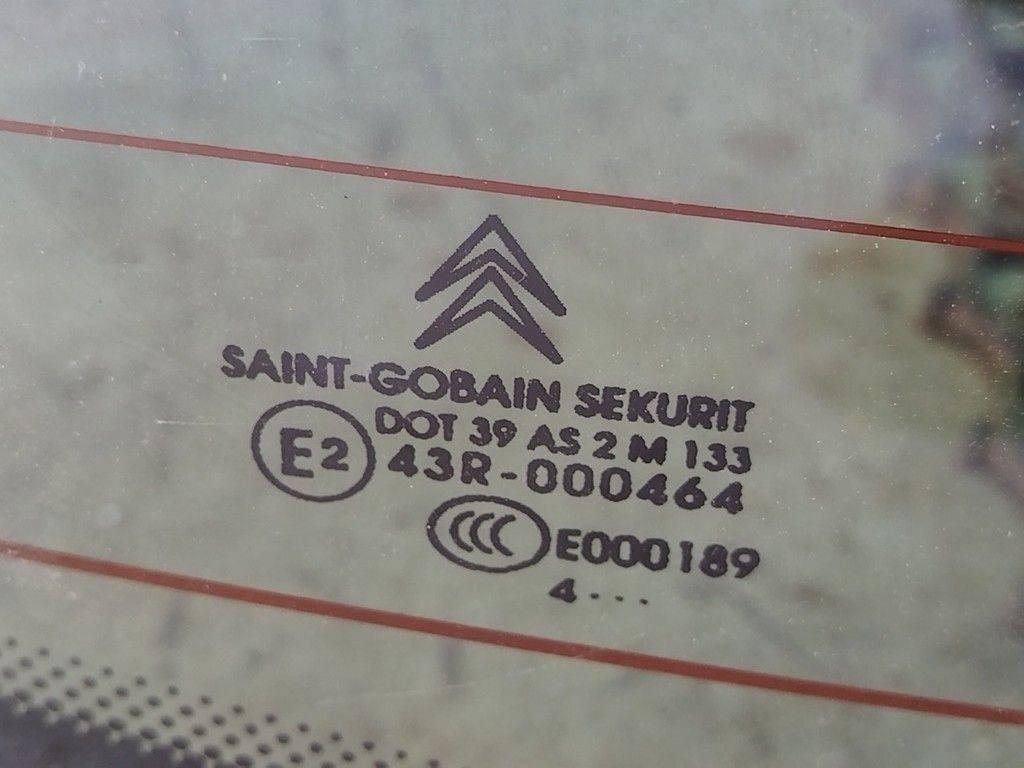 SAINT-GOBAIN SEKURIT
E2
DOT 39 AS 2 M 133
43R-000464
CCC E000189
4...